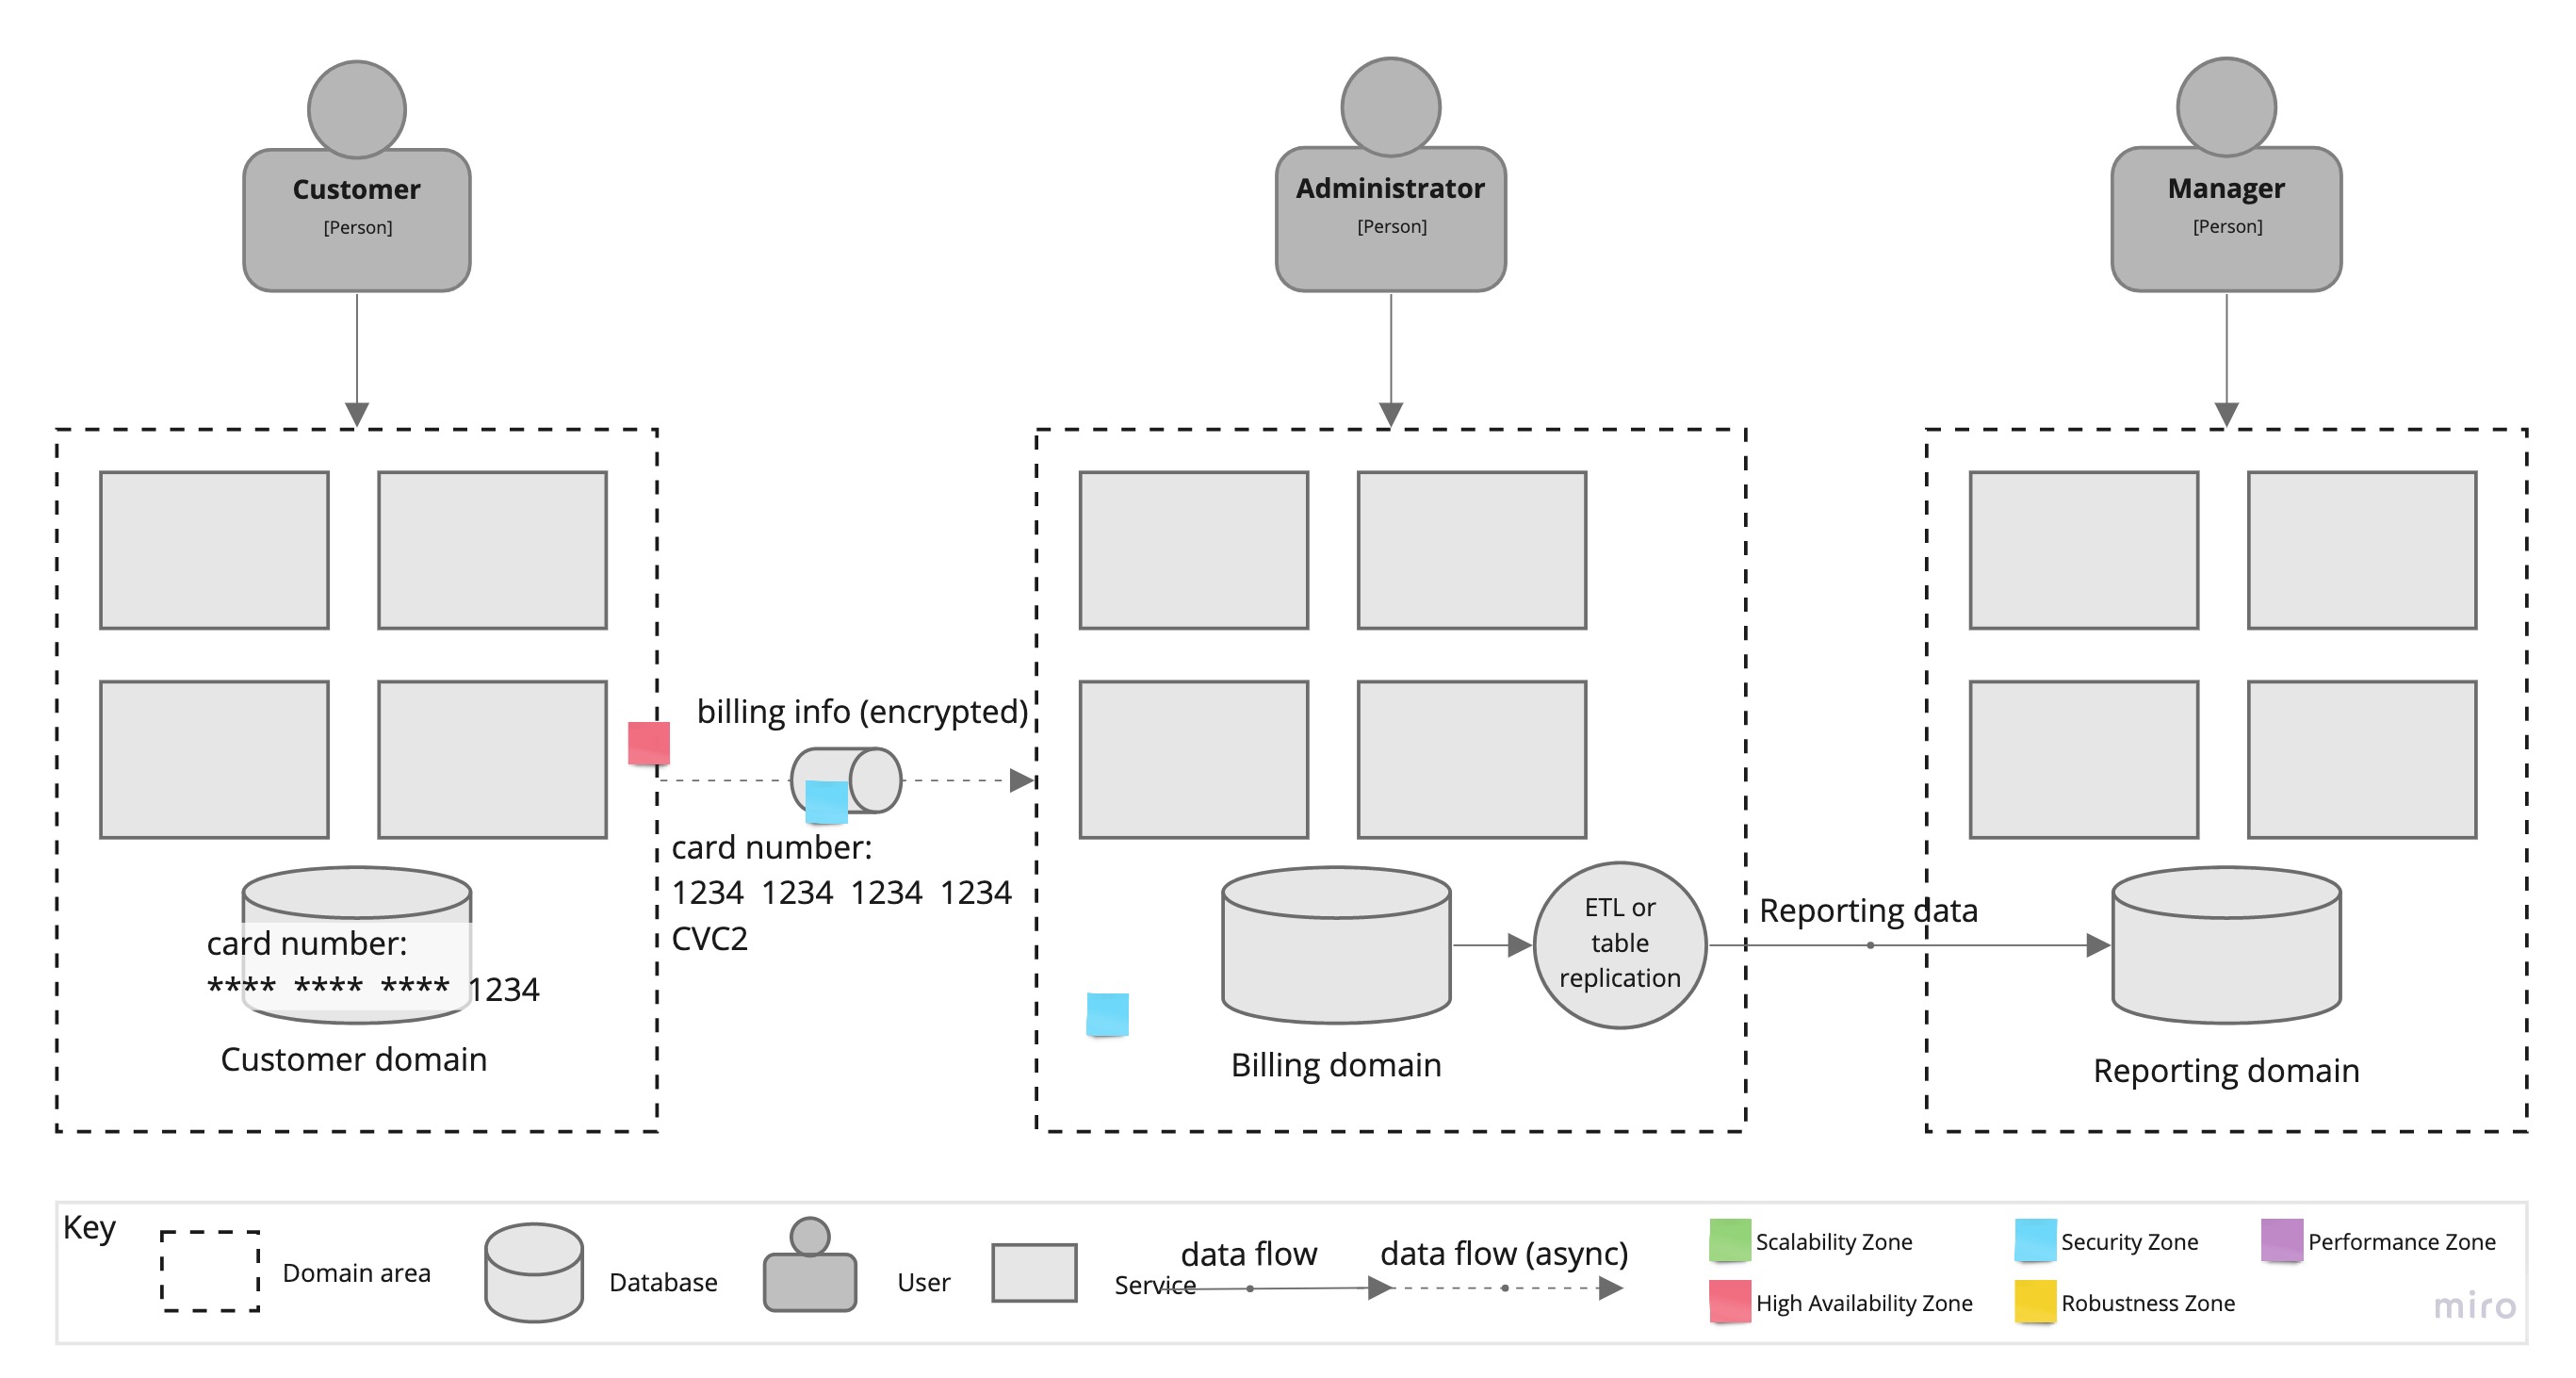 Customer
[Person]
Administrator
[Person]
Manager
[Person]
billing info (encrypted)
card number:
1234 1234 1234 1234
CVC2
card number:
**** **** **** 1234
Customer domain
ETL or
table
replication
Billing domain
Reporting data
Reporting domain
Key
Domain area
Database
User
Service
data flow
data flow (async)
Scalability Zone
Security Zone
Performance Zone
High Availability Zone
Robustness Zone
miro